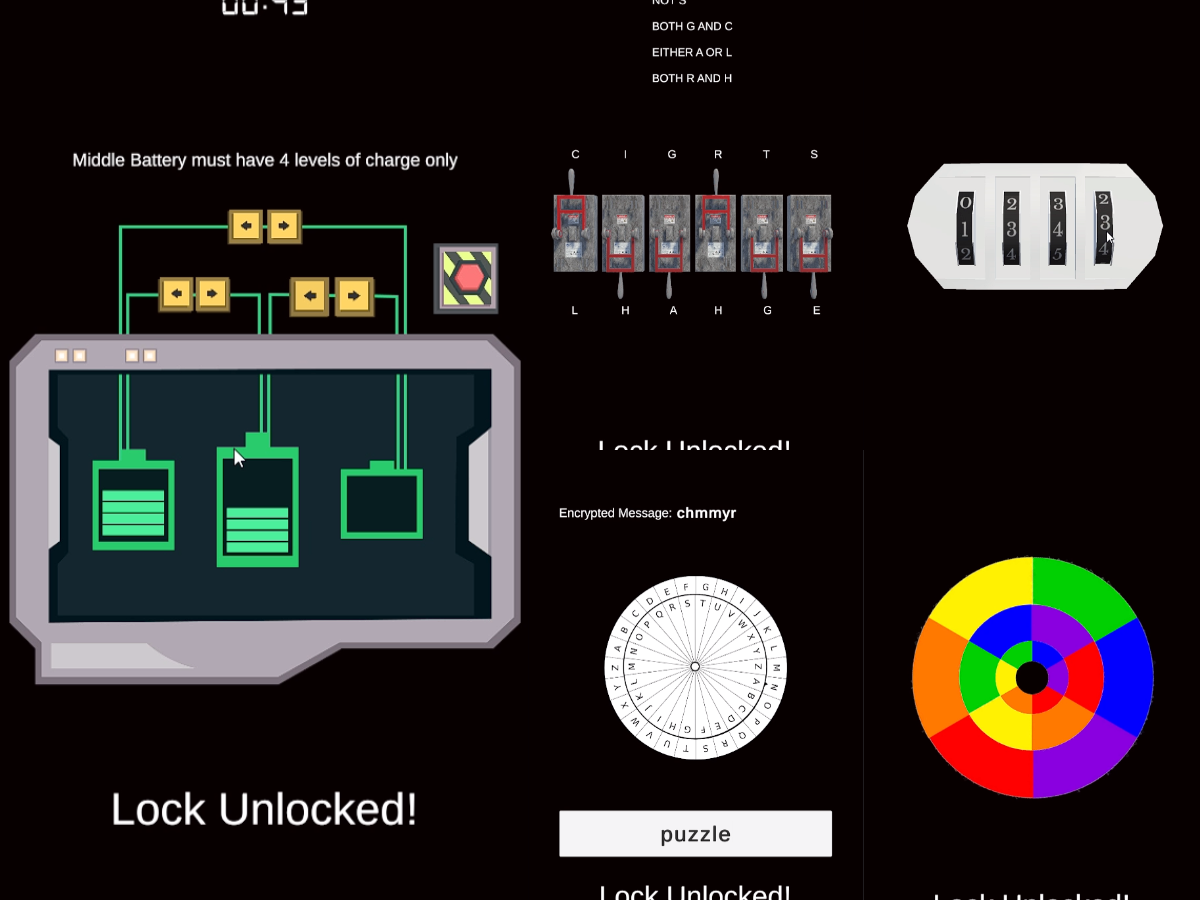 00:43
NOT S
BOTH G AND C
EITHER A OR L
BOTH R AND H
Middle Battery must have 4 levels of charge only
C I G R T S
L H A H G E
0 2 3 2
1 3 4 3
2 4 5 4
Lock Unlocked!
Encrypted Message: chmmyr
A B C D E F G H I J K L M N O P Q R S T U V W X Y Z
A B C D E F G H I J K L M N O P Q R S T U V W X Y Z
puzzle
Lock Unlocked!
Lock Unlocked!
Lock Unlocked!